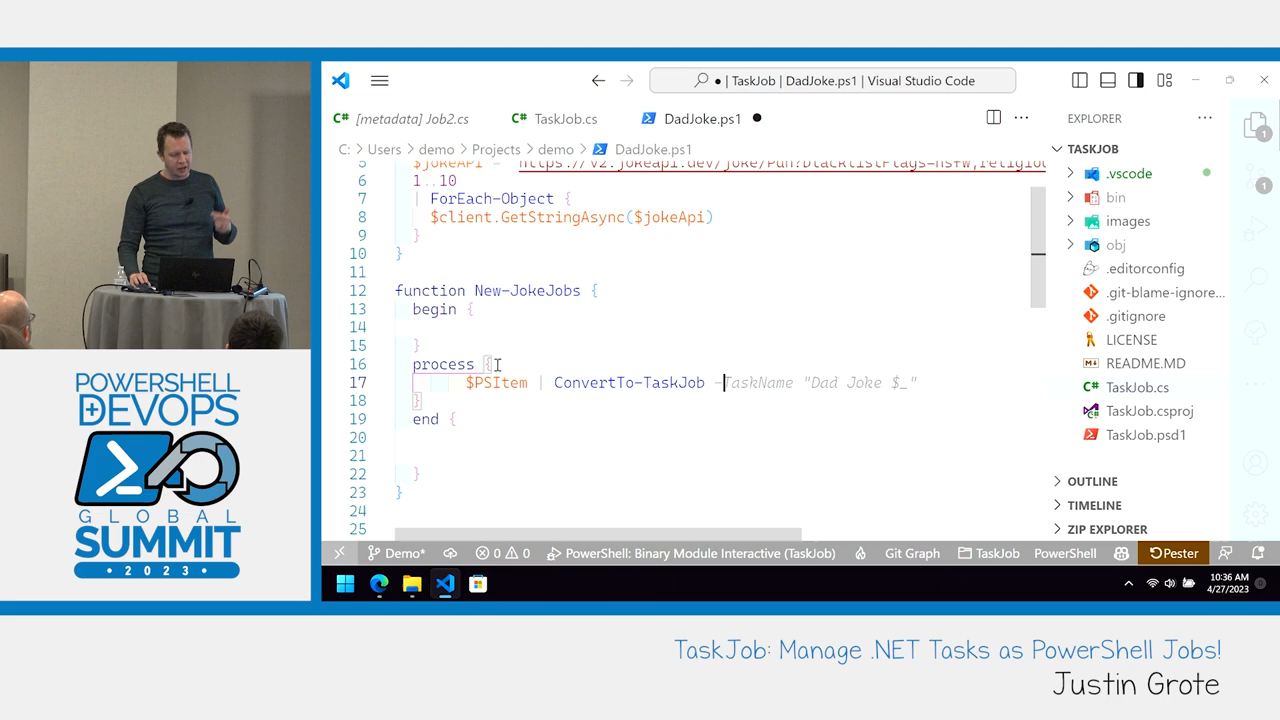 ● | TaskJob | DadJoke.ps1 | Visual Studio Code
C# [metadata] Job2.cs
C# TaskJob.cs
DadJoke.ps1 ●
EXPLORER
C: > Users > demo > Projects > demo > DadJoke.ps1
TASKJOB
5 $jokeAPI =
6 1..10
7 | ForEach-Object {
8 $client.GetStringAsync($jokeApi)
9 }
10 }
11
12 function New-JokeJobs {
13 begin {
14
15 }
16 process {
17 $PSItem | ConvertTo-TaskJob -TaskName "Dad Joke $_"
18 }
19 end {
20
21
22 }
23 }
24
25
.vscode
bin
images
obj
.editorconfig
.git-blame-ignore...
.gitignore
LICENSE
README.MD
C# TaskJob.cs
TaskJob.csproj
TaskJob.psd1
OUTLINE
TIMELINE
ZIP EXPLORER
1
1
Demo* 0 0 PowerShell: Binary Module Interactive (TaskJob) Git Graph TaskJob PowerShell Pester
10:36 AM
4/27/2023
POWERSHELL
+DEVOPS
GLOBAL
SUMMIT
• 2023 •
TaskJob: Manage .NET Tasks as PowerShell Jobs!
Justin Grote